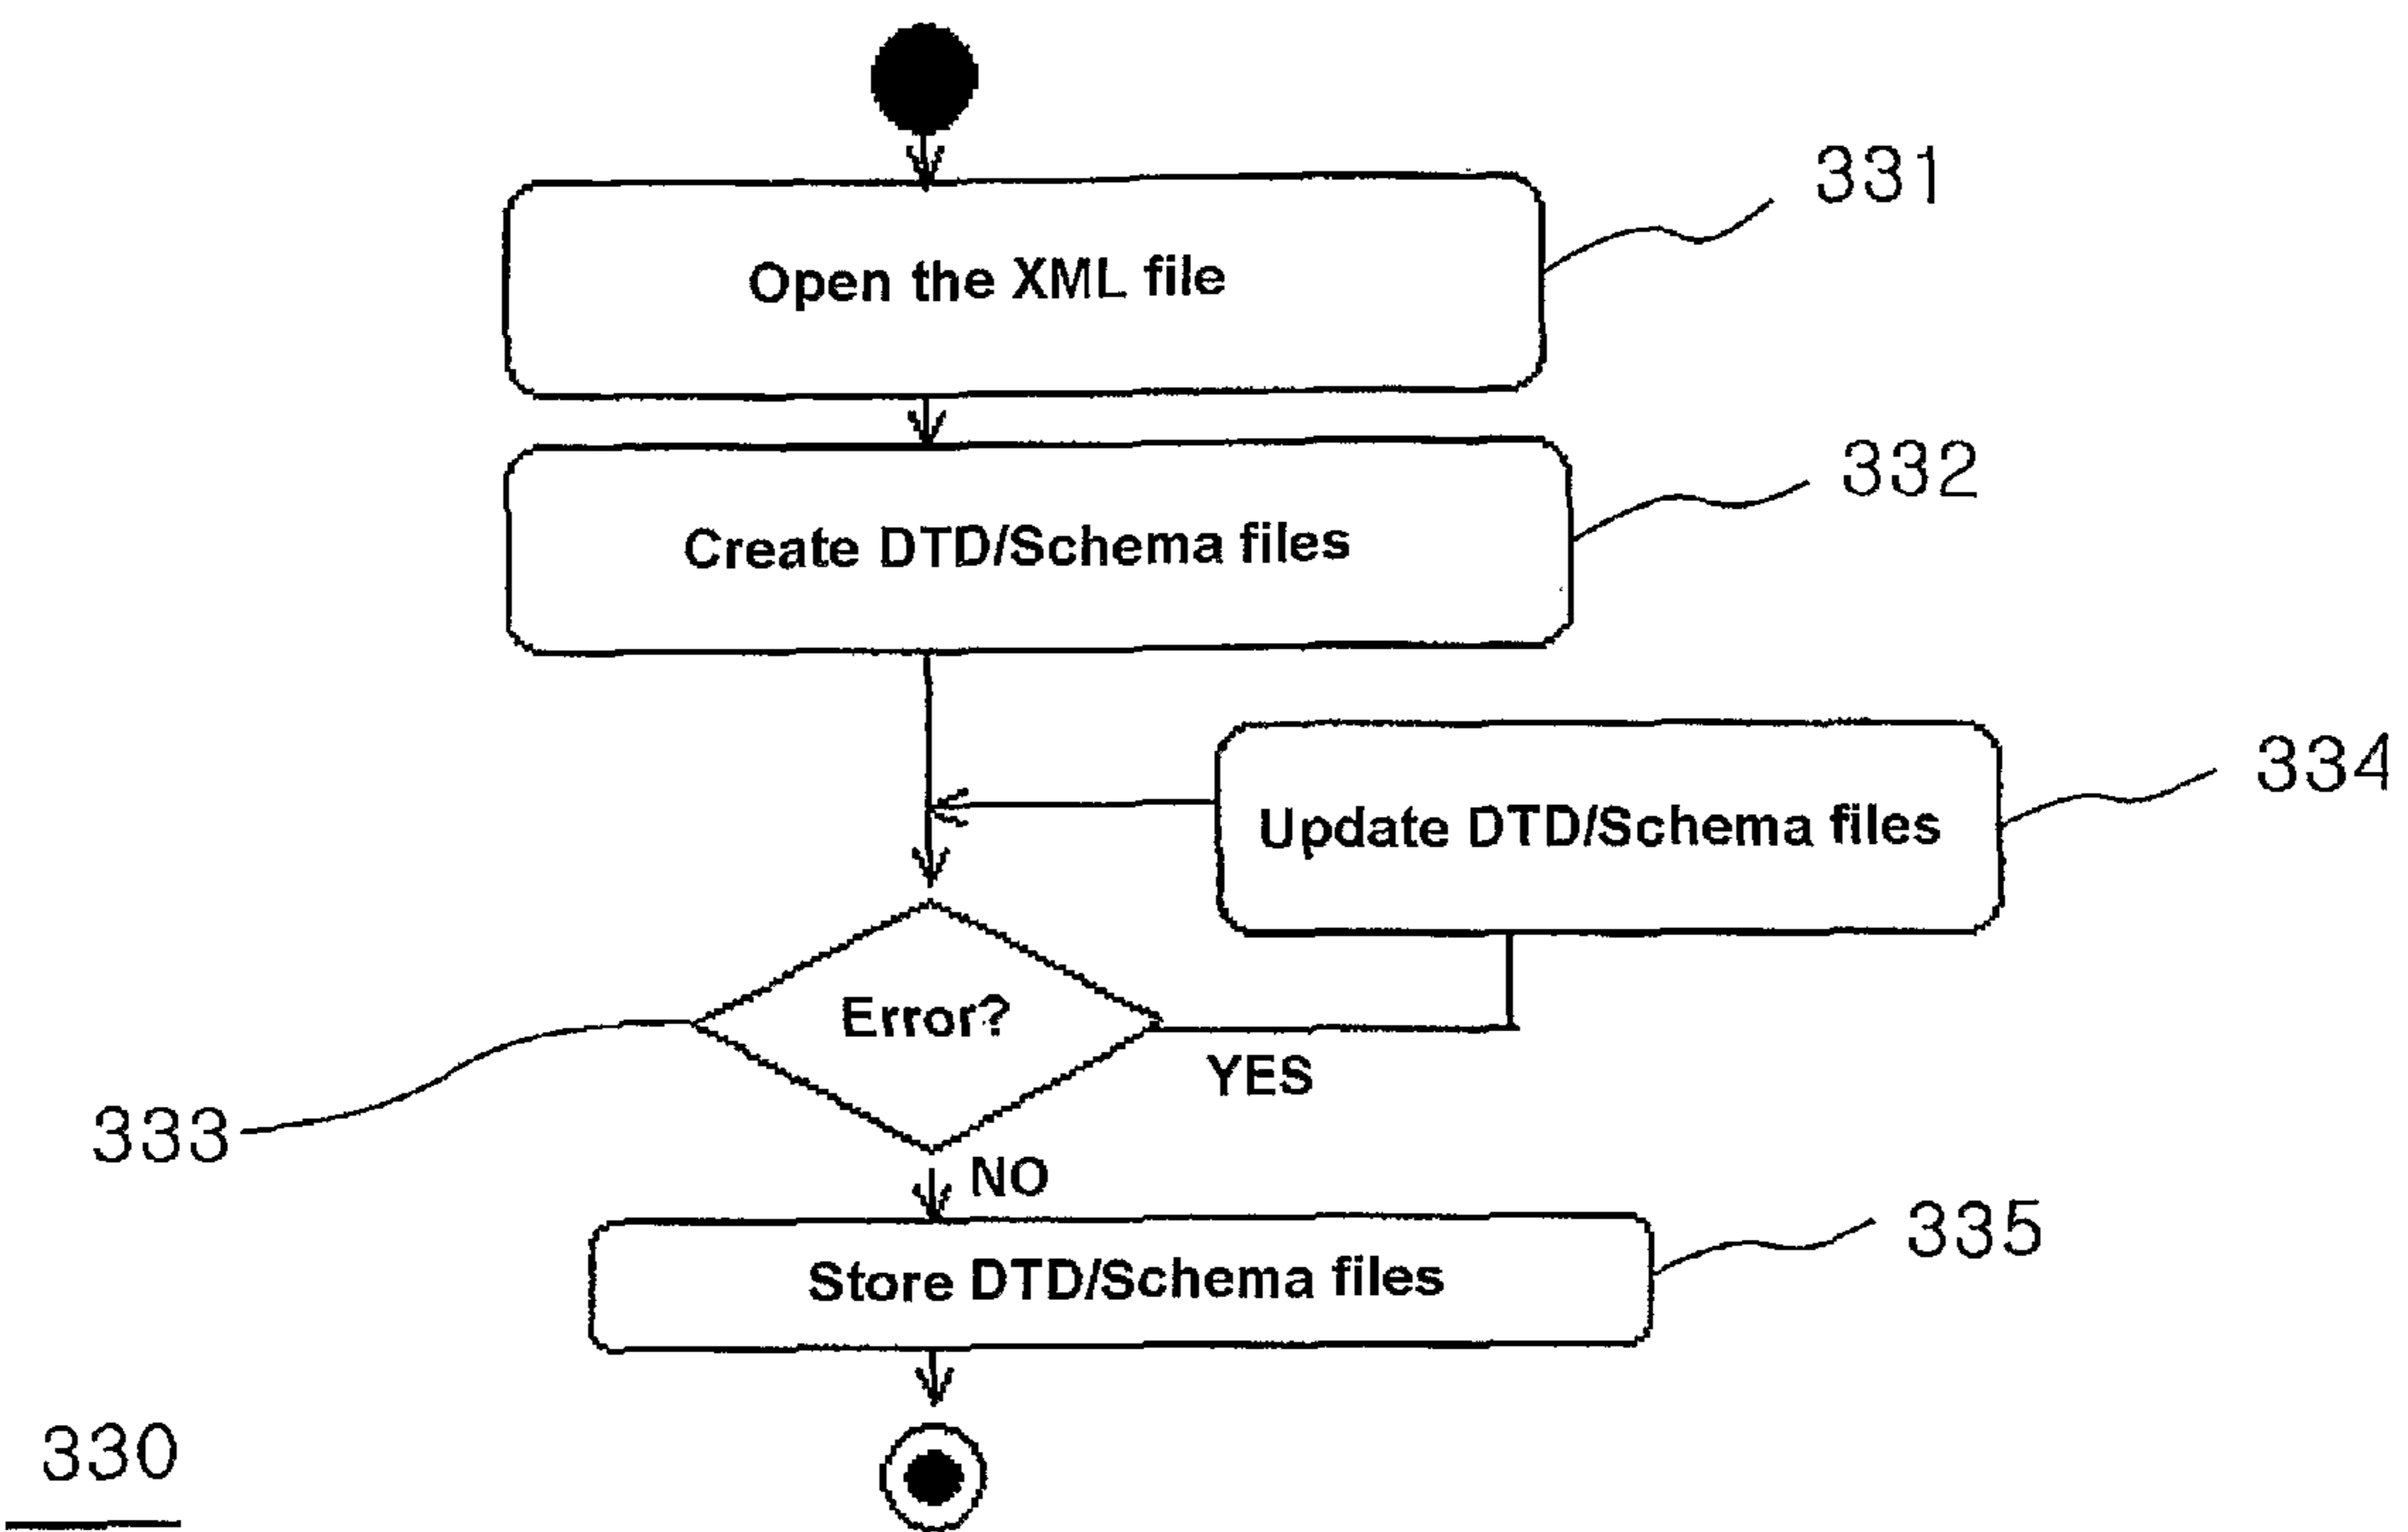 331
Open the XML file
332
Create DTD/Schema files
334
Update DTD/Schema files
Error?
YES
333
NO
335
Store DTD/Schema files
330